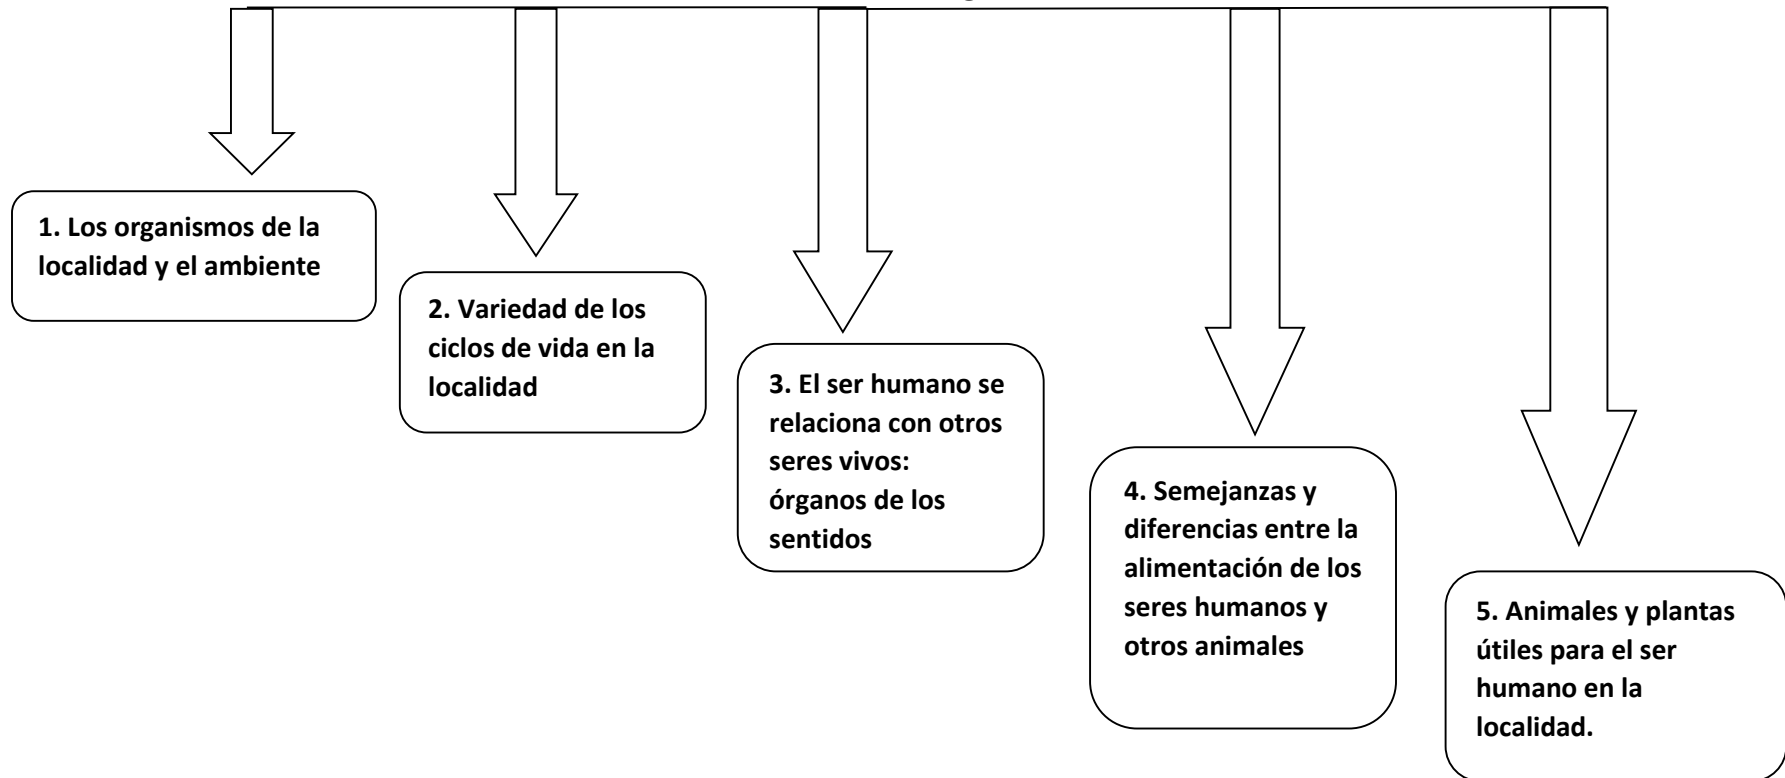 1. Los organismos de la
localidad y el ambiente
2. Variedad de los
ciclos de vida en la
localidad
3. El ser humano se
relaciona con otros
seres vivos:
órganos de los
sentidos
4. Semejanzas y
diferencias entre la
alimentación de los
seres humanos y
otros animales
5. Animales y plantas
útiles para el ser
humano en la
localidad.